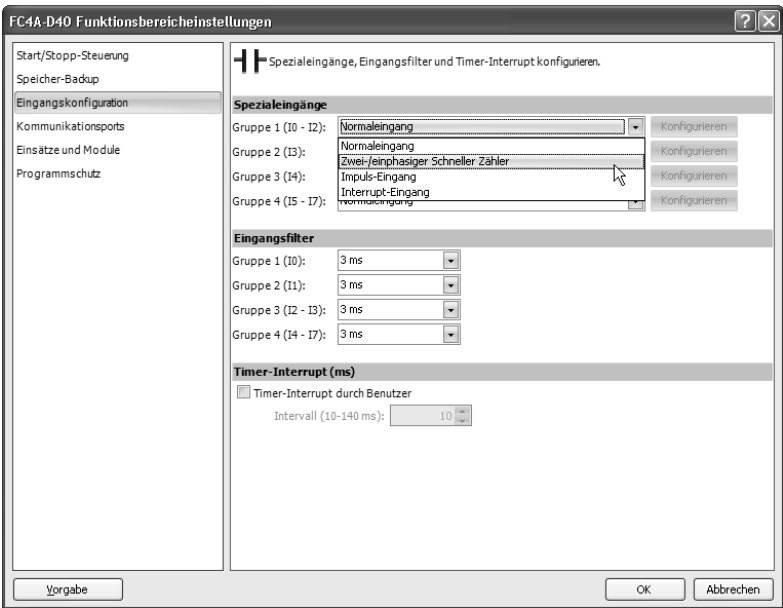 FC4A-D40 Funktionsbereicheinstellungen
Start/Stopp-Steuerung
Speicher-Backup
Eingangskonfiguration
Kommunikationsports
Einsätze und Module
Programmschutz
Spezialeingänge, Eingangsfilter und Timer-Interrupt konfigurieren.
Spezialeingänge
Gruppe 1 (I0 - I2): Normaleingang Konfigurieren
Normaleingang
Gruppe 2 (I3): Konfigurieren
Zwei-/einphasiger Schneller Zähler
Gruppe 3 (I4): Impuls-Eingang Konfigurieren
Interrupt-Eingang
Gruppe 4 (I5 - I7): Normaleingang Konfigurieren
Eingangsfilter
Gruppe 1 (I0): 3 ms
Gruppe 2 (I1): 3 ms
Gruppe 3 (I2 - I3): 3 ms
Gruppe 4 (I4 - I7): 3 ms
Timer-Interrupt (ms)
Timer-Interrupt durch Benutzer
Intervall (10-140 ms): 10
Vorgabe OK Abbrechen